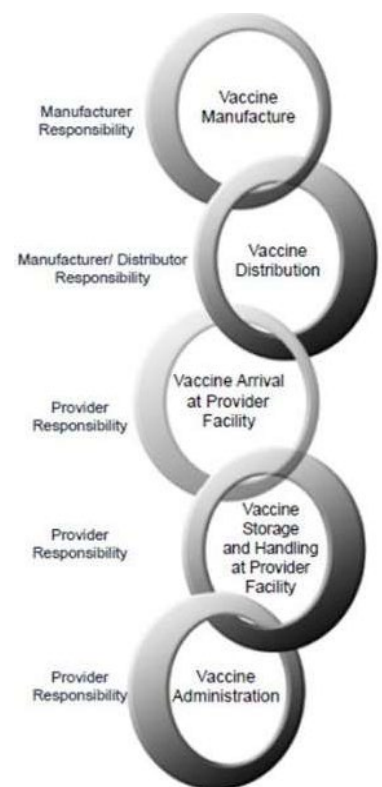 Manufacturer
Responsibility
Vaccine
Manufacture
Manufacturer/ Distributor
Responsibility
Vaccine
Distribution
Provider
Responsibility
Vaccine Arrival
at Provider
Facility
Provider
Responsibility
Vaccine
Storage
and Handling
at Provider
Facility
Provider
Responsibility
Vaccine
Administration